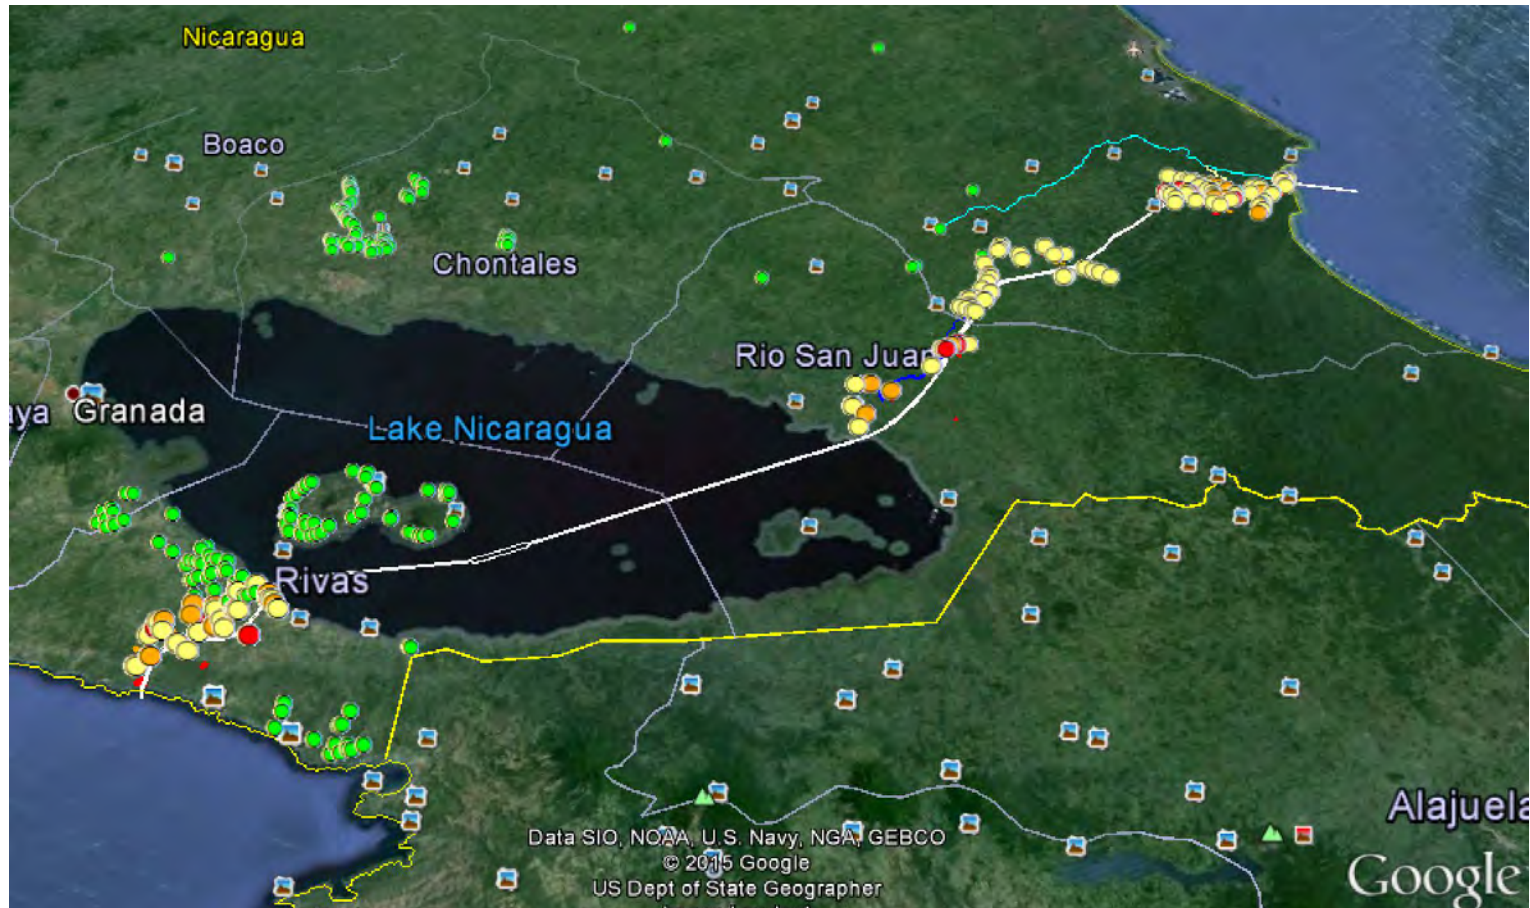 Nicaragua
Boaco
Chontales
Rio San Juan
aya
Granada
Lake Nicaragua
Rivas
Alajuela
Data SIO, NOAA, U.S. Navy, NGA, GEBCO
© 2015 Google
US Dept of State Geographer
Google